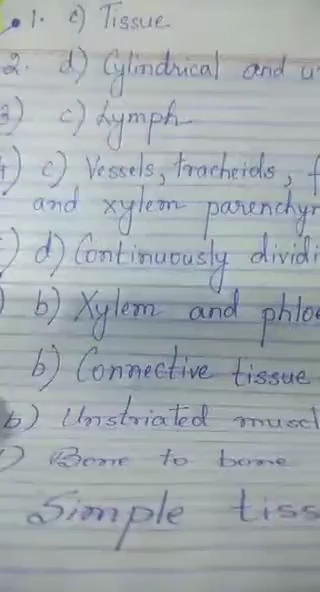 1. c) Tissue
2. d) Cylindrical and u
3) c) Lymph
) c) Vessels, tracheids, f
and xylem parenchy
) d) Continuously dividi
) b) Xylem and phlo
b) Connective tissue
b) Unstriated muscl
) Bone to bone
Simple tiss